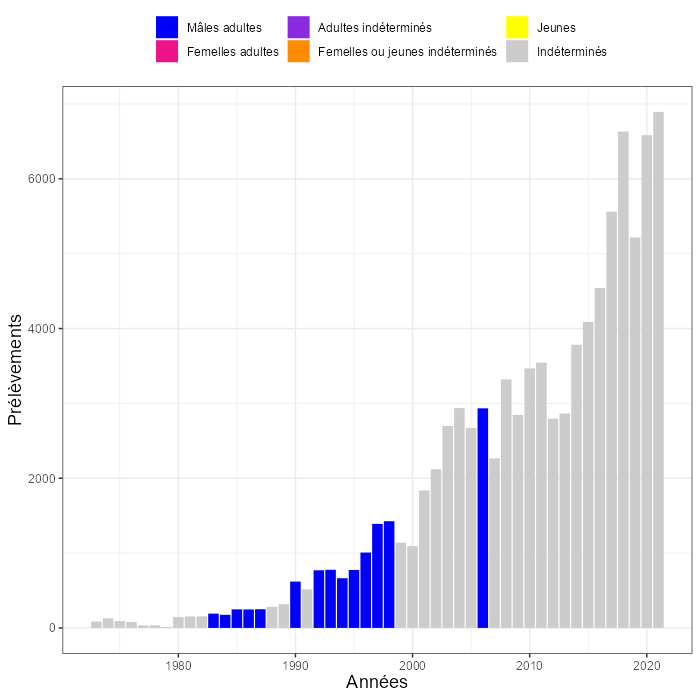 Mâles adultes
Adultes indéterminés
Jeunes
Femelles adultes
Femelles ou jeunes indéterminés
Indéterminés
Prélèvements
6000
4000
2000
0
1980
1990
2000
2010
2020
Années